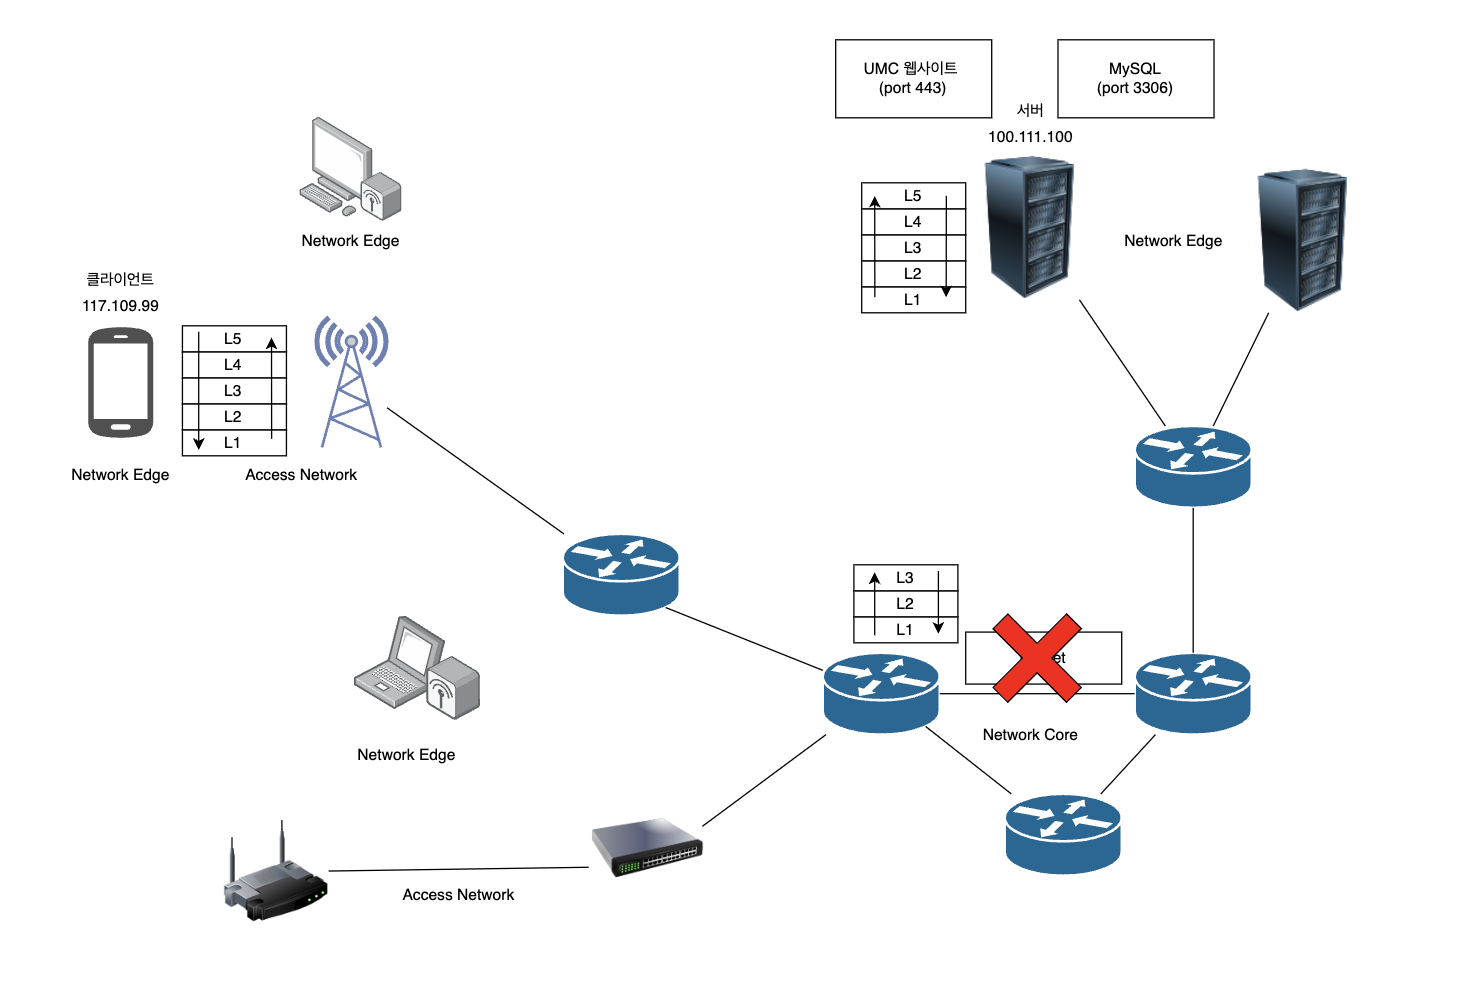 UMC 웹사이트
(port 443)
MySQL
(port 3306)
서버
100.111.100
L5
L4
L3
L2
L1
Network Edge
Network Edge
클라이언트
117.109.99
L5
L4
L3
L2
L1
Network Edge
Access Network
L3
L2
L1
Network Core
Network Edge
Access Network